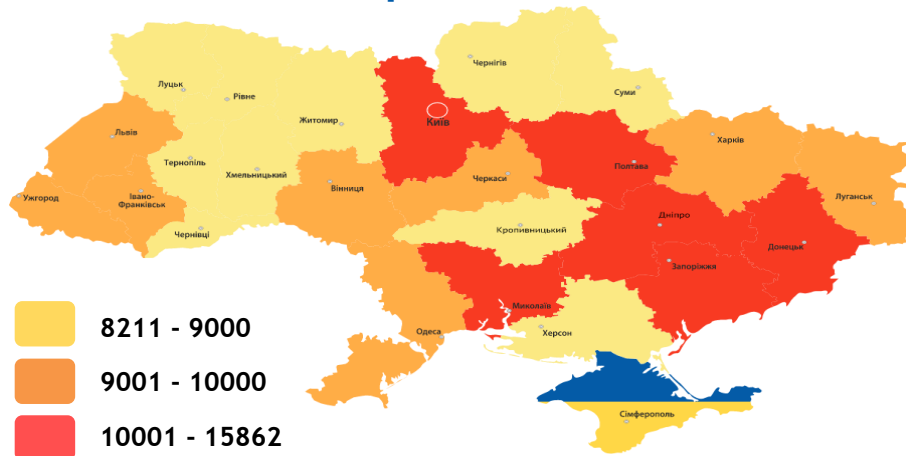 Чернігів
Луцьк
Рівне
Суми
Житомир
Київ
Львів
Харків
Тернопіль
Полтава
Хмельницький
Вінниця
Черкаси
Ужгород
Івано-
Франківськ
Луганськ
Дніпро
Чернівці
Кропивницький
Донецьк
Запоріжжя
Миколаїв
Одеса
Херсон
Сімферополь
8211 - 9000
9001 - 10000
10001 - 15862